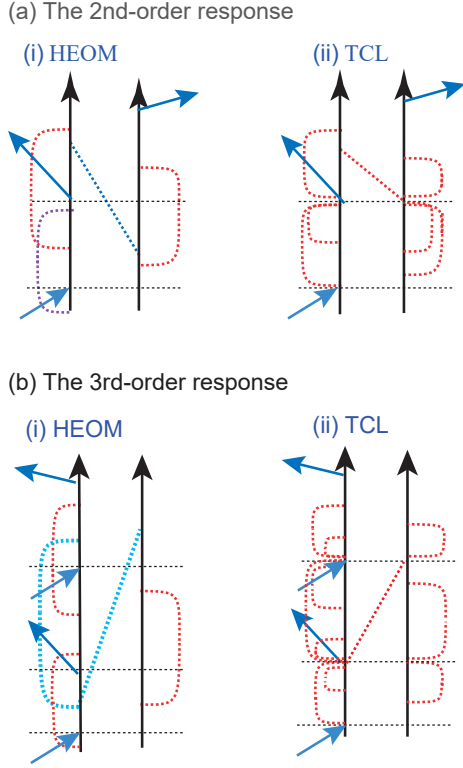 (a) The 2nd-order response
(i) HEOM
(ii) TCL
(b) The 3rd-order response
(i) HEOM
(ii) TCL